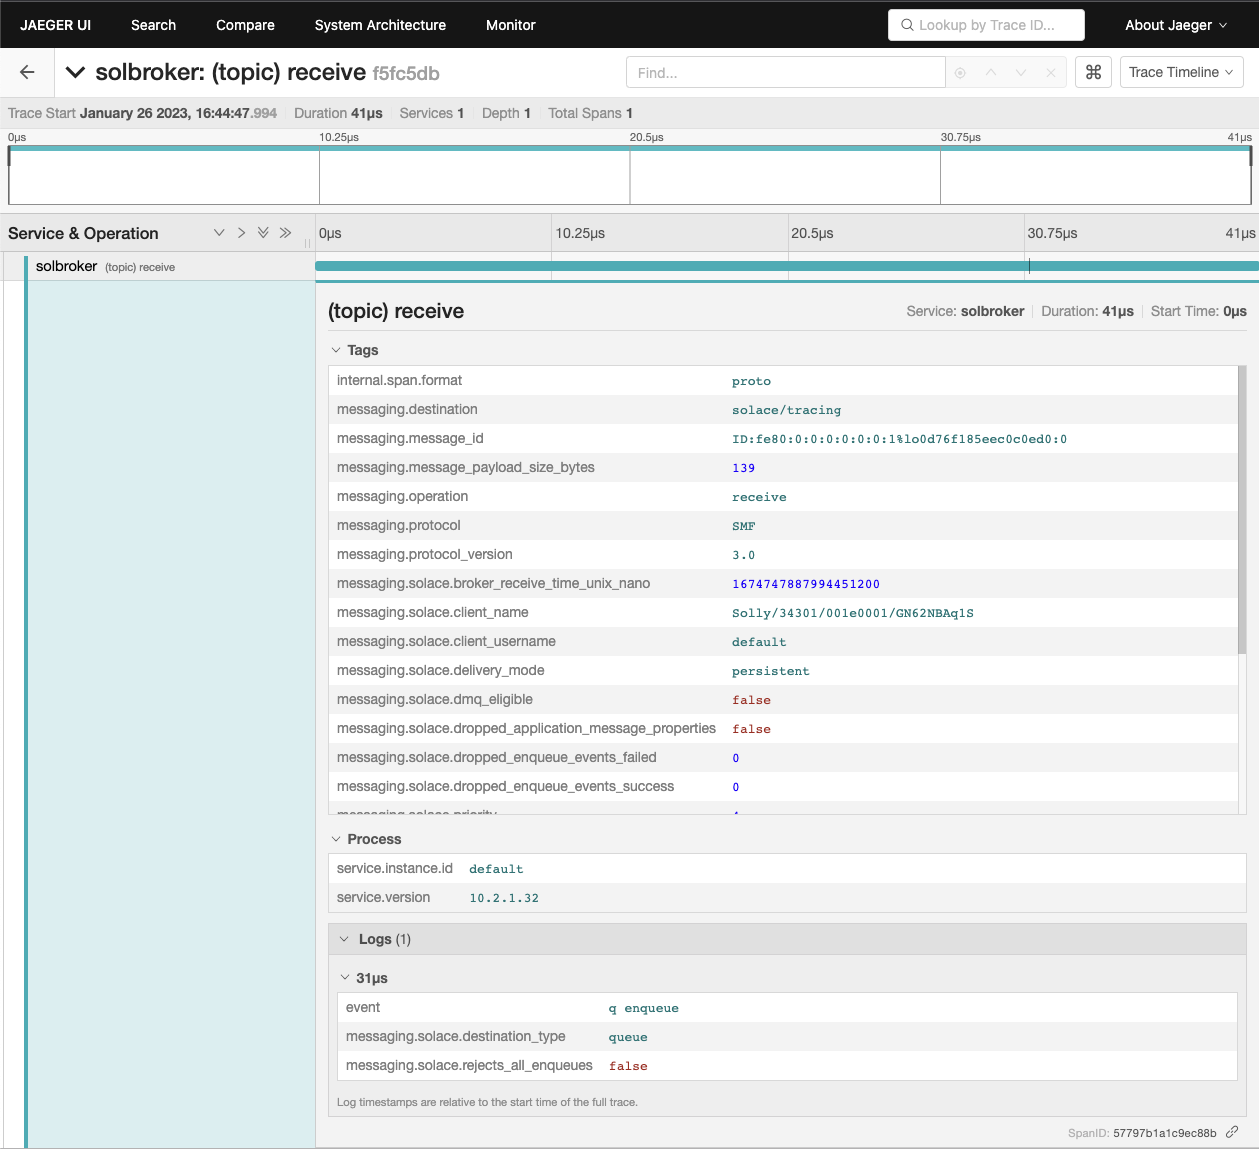 JAEGER UI Search Compare System Architecture Monitor Lookup by Trace ID... About Jaeger
solbroker: (topic) receive f5fc5db Find... ⌘ Trace Timeline
Trace Start January 26 2023, 16:44:47.994 Duration 41µs Services 1 Depth 1 Total Spans 1
0µs 10.25µs 20.5µs 30.75µs 41µs
Service & Operation 0µs 10.25µs 20.5µs 30.75µs 41µs
solbroker (topic) receive
(topic) receive Service: solbroker Duration: 41µs Start Time: 0µs
Tags
internal.span.format proto
messaging.destination solace/tracing
messaging.message_id ID:fe80:0:0:0:0:0:0:1%lo0d76f185eec0c0ed0:0
messaging.message_payload_size_bytes 139
messaging.operation receive
messaging.protocol SMF
messaging.protocol_version 3.0
messaging.solace.broker_receive_time_unix_nano 1674747887994451200
messaging.solace.client_name Solly/34301/001e0001/GN62NBAq1S
messaging.solace.client_username default
messaging.solace.delivery_mode persistent
messaging.solace.dmq_eligible false
messaging.solace.dropped_application_message_properties false
messaging.solace.dropped_enqueue_events_failed 0
messaging.solace.dropped_enqueue_events_success 0
messaging.solace.priority
Process
service.instance.id default
service.version 10.2.1.32
Logs (1)
31µs
event q enqueue
messaging.solace.destination_type queue
messaging.solace.rejects_all_enqueues false
Log timestamps are relative to the start time of the full trace.
SpanID: 57797b1a1c9ec88b